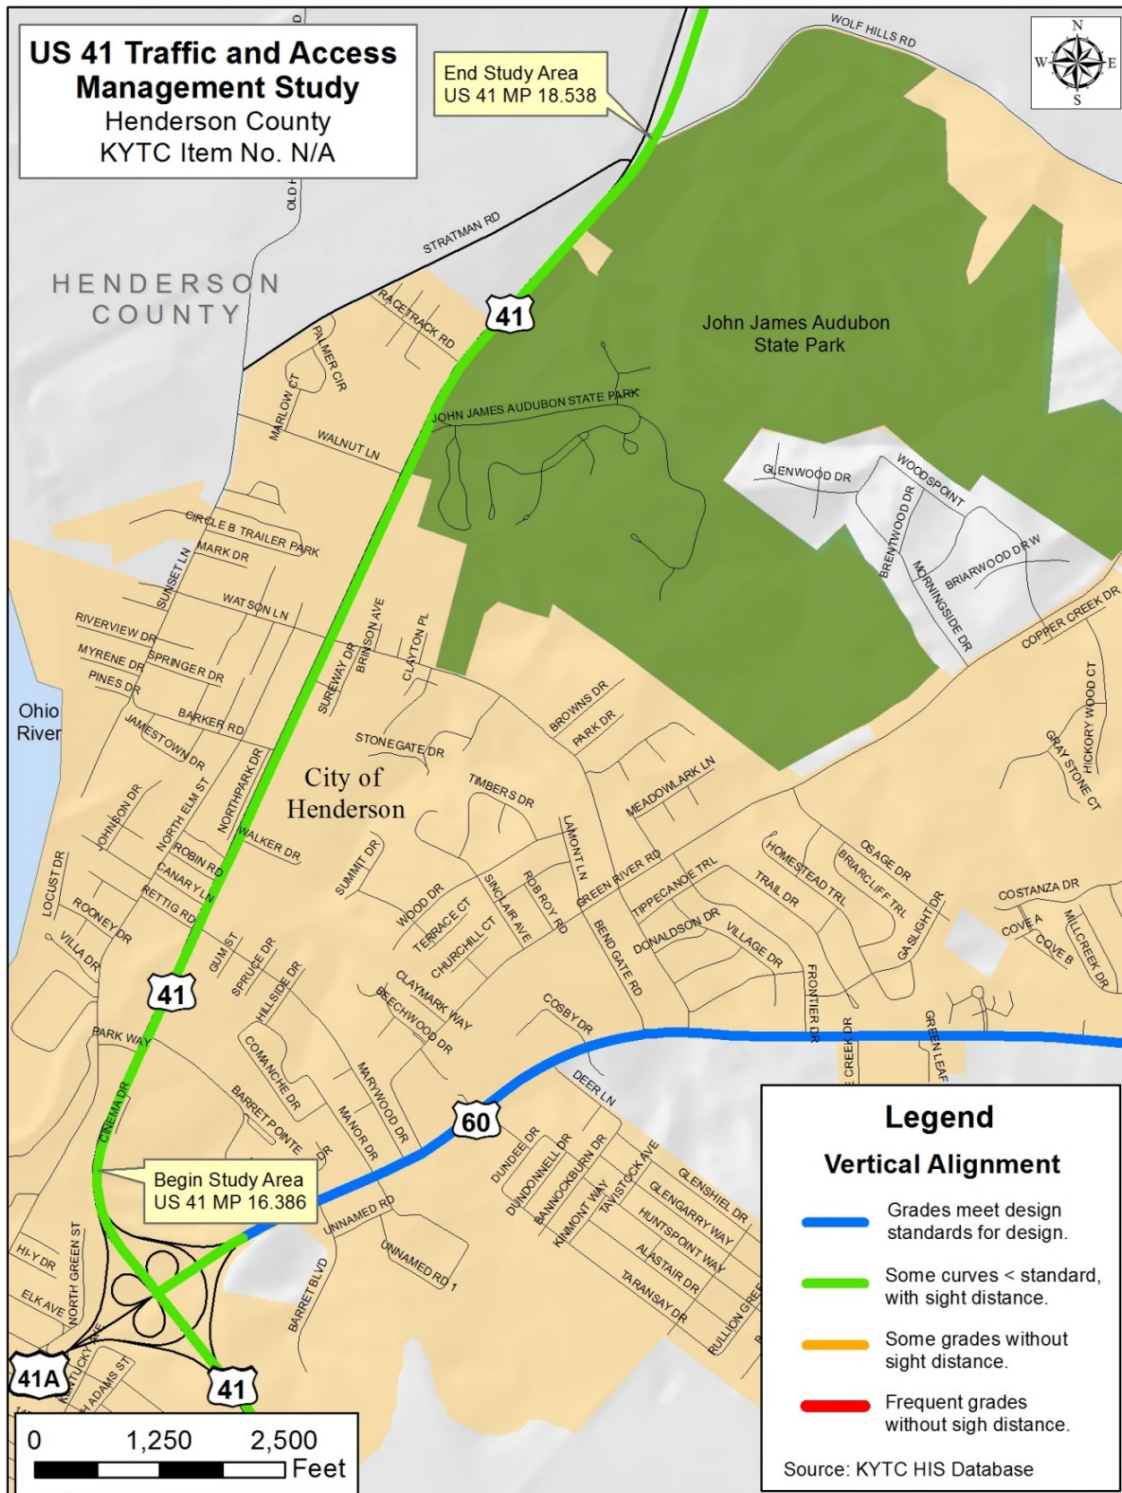 US 41 Traffic and Access
Management Study
Henderson County
KYTC Item No. N/A
End Study Area
US 41 MP 18.538
WOLF HILLS RD
N
W
E
S
OLD H
D
STRATMAN RD
HENDERSON
COUNTY
RACETRACK RD
41
PALMER CIR
MARLOW CT
John James Audubon
State Park
JOHN JAMES AUDUBON STATE PARK
WALNUT LN
GLENWOOD DR
WOODSPOINT
BRENTWOOD DR
BRIARWOOD DR W
MORNINGSIDE DR
COPPER CREEK DR
CIRCLE B TRAILER PARK
MARK DR
SUNSET LN
WATSON LN
RIVERVIEW DR
SPRINGER DR
MYRENE DR
PINES DR
BARKER RD
JAMESTOWN DR
SUREWAY DR
BRINSON AVE
CLAYTON PL
STONEGATE DR
BROWNS DR
PARK DR
HICKORY WOOD CT
GRAY STONE CT
Ohio
River
City of
Henderson
TIMBERS DR
MEADOWLARK LN
JOHNSON DR
NORTH ELM ST
NORTHPARK DR
WALKER DR
ROBIN RD
CANARY LN
RETTIG RD
SUMMIT DR
LAMONT LN
GREEN RIVER RD
OSAGE DR
BRIARCLIFF TRL
HOMESTEAD TRL
TRAIL DR
TIPPECANOE TRL
LOCUST DR
ROONEY DR
VILLA DR
WOOD DR
TERRACE CT
CHURCHILL CT
SINCLAIR AVE
ROB ROY RD
BEND GATE RD
DONALDSON DR
VILLAGE DR
GASLIGHT DR
COSTANZA DR
COVE A
COVE B
MILLCREEK DR
GUM ST
SPRUCE DR
HILLSIDE DR
41
CLAYMARK WAY
BEECHWOOD DR
COSBY DR
FRONTIER DR
E CREEK DR
GREEN LEAF
PARK WAY
COMANCHE DR
BARRET POINTE
DR
MANOR DR
MARYWOOD DR
60
DEER LN
CINEMA DR
Begin Study Area
US 41 MP 16.386
UNNAMED RD
UNNAMED RD 1
BARRET BLVD
DUNDEE DR
DUNDONNELL DR
BANNOCKBURN DR
KINMONT WAY
TAVISTOCK AVE
GLENSHIEL DR
GLENGARRY WAY
HUNTSPOINT WAY
ALASTAIR DR
TARANSAY DR
RULLION GREE
HI-Y DR
ELK AVE
NORTH GREEN ST
KENTUCKY AVE
H ADAMS ST
41A
41
Legend
Vertical Alignment
Grades meet design
standards for design.
Some curves < standard,
with sight distance.
Some grades without
sight distance.
Frequent grades
without sigh distance.
Source: KYTC HIS Database
0 1,250 2,500
Feet